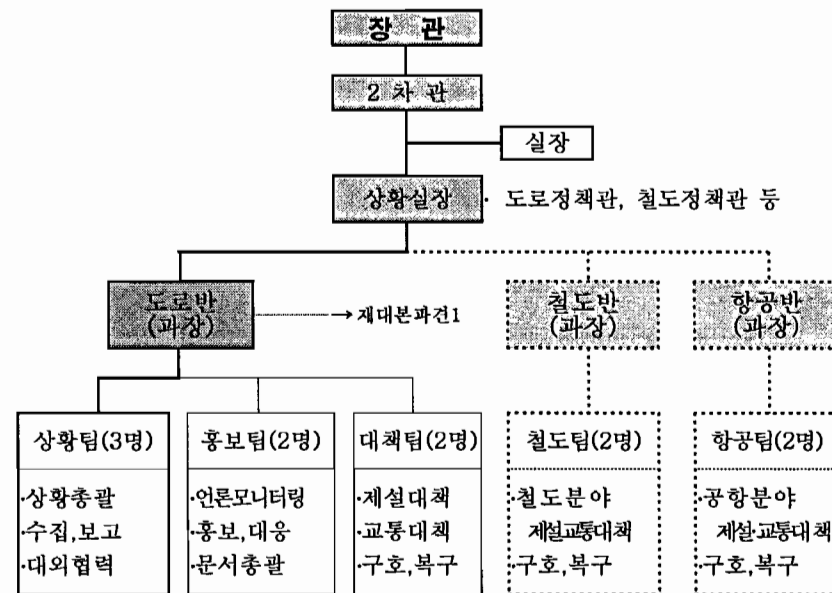 장 관
2 차 관
실장
상황실장 · 도로정책관, 철도정책관 등
도로반
(과장)
→ 재대본파견1
철도반
(과장)
항공반
(과장)
상황팀(3명)
·상황총괄
·수집,보고
·대외협력
홍보팀(2명)
·언론모니터링
·홍보,대응
·문서총괄
대책팀(2명)
·제설대책
·교통대책
·구호,복구
철도팀(2명)
·철도분야
제설교통대책
·구호,복구
항공팀(2명)
·공항분야
제설·교통대책
·구호,복구